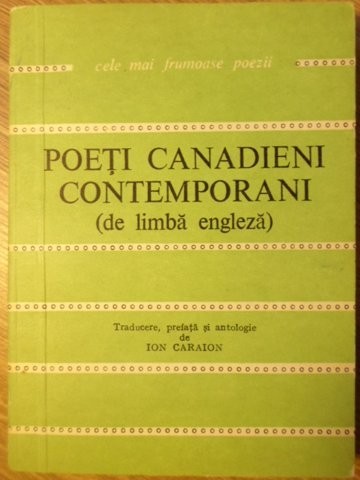 cele mai frumoase poezii
POEȚI CANADIENI
CONTEMPORANI
(de limbă engleză)
Traducere, prefață și antologie
de
ION CARAION